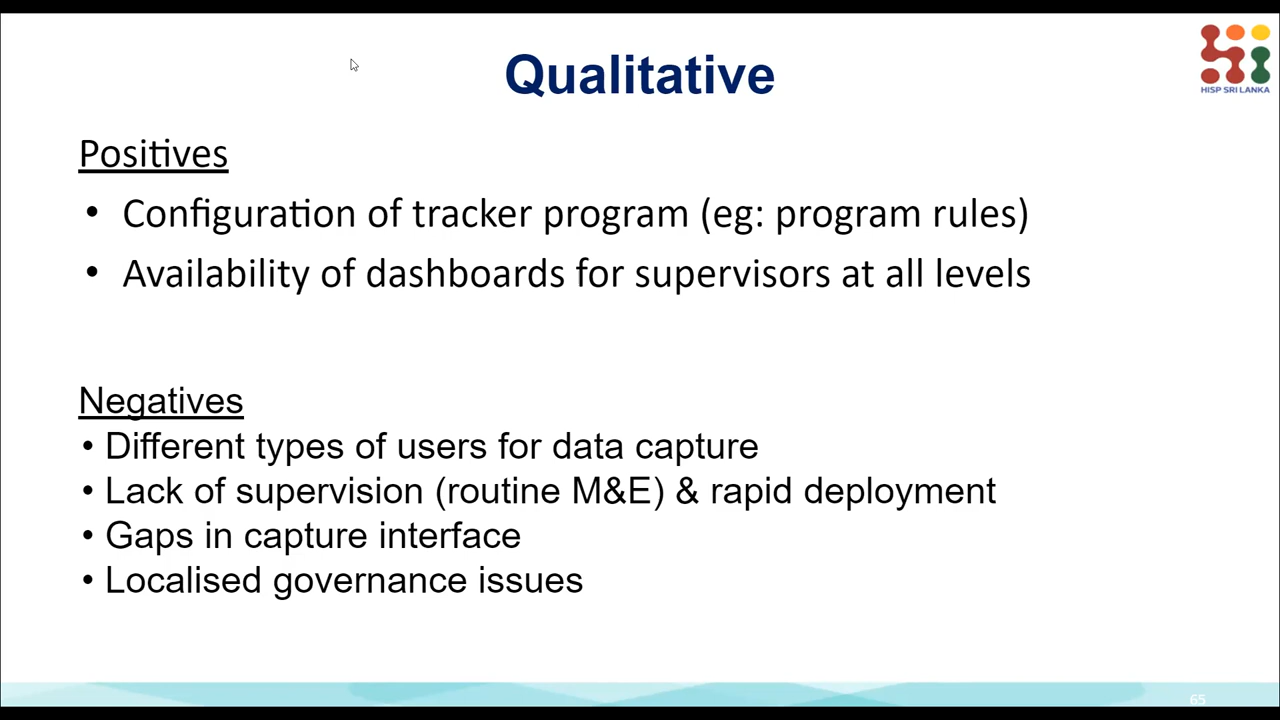 Qualitative
HISP SRI LANKA
Positives
• Configuration of tracker program (eg: program rules)
• Availability of dashboards for supervisors at all levels
Negatives
• Different types of users for data capture
• Lack of supervision (routine M&E) & rapid deployment
• Gaps in capture interface
• Localised governance issues
65